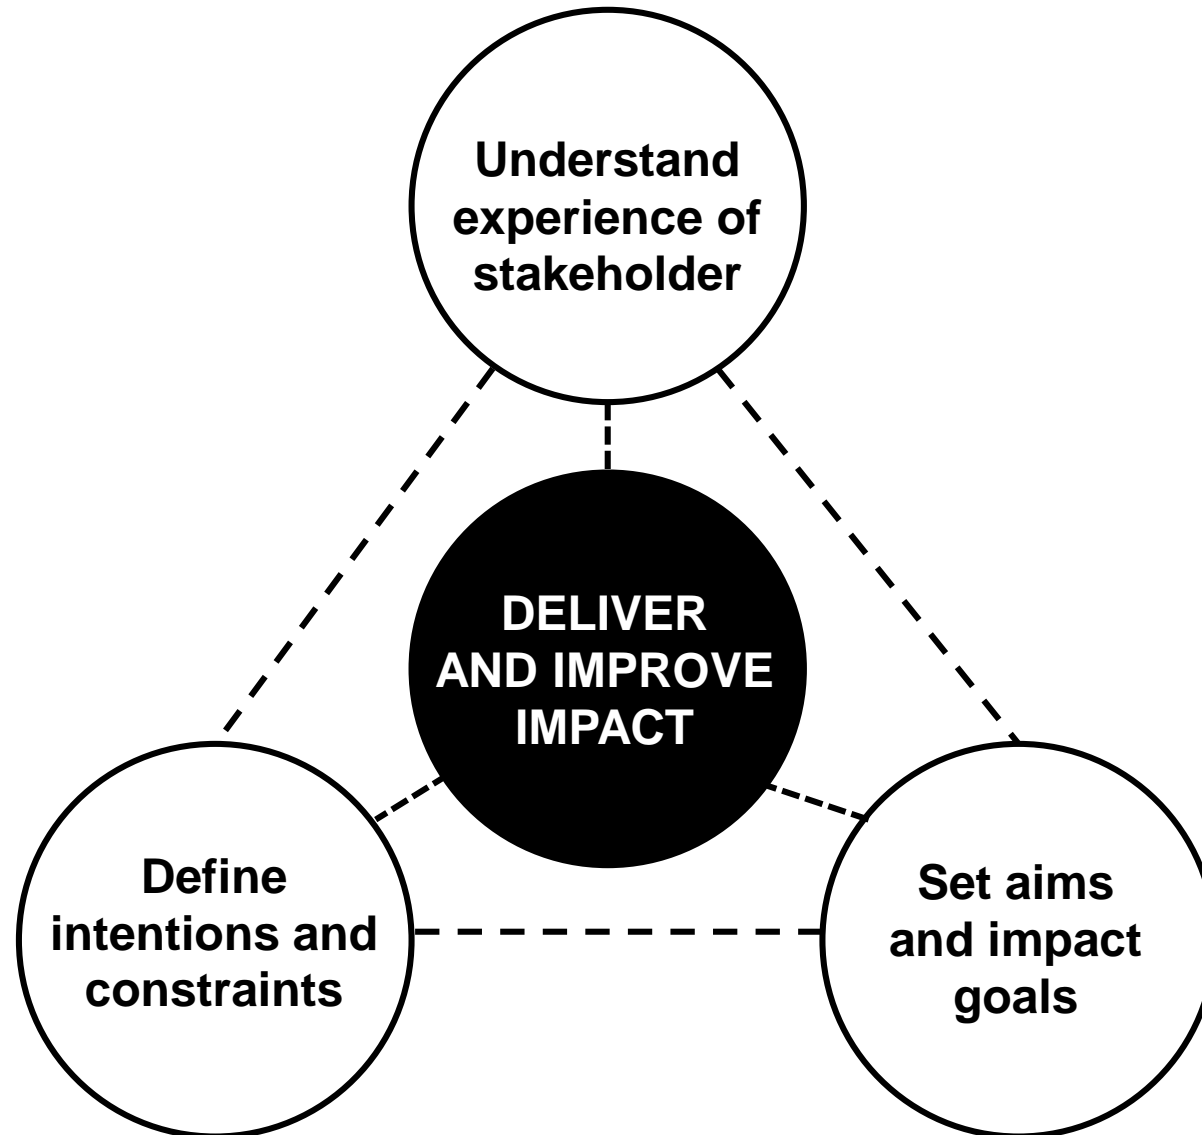 Understand
experience of
stakeholder
DELIVER
AND IMPROVE
IMPACT
Define
intentions and
constraints
Set aims
and impact
goals